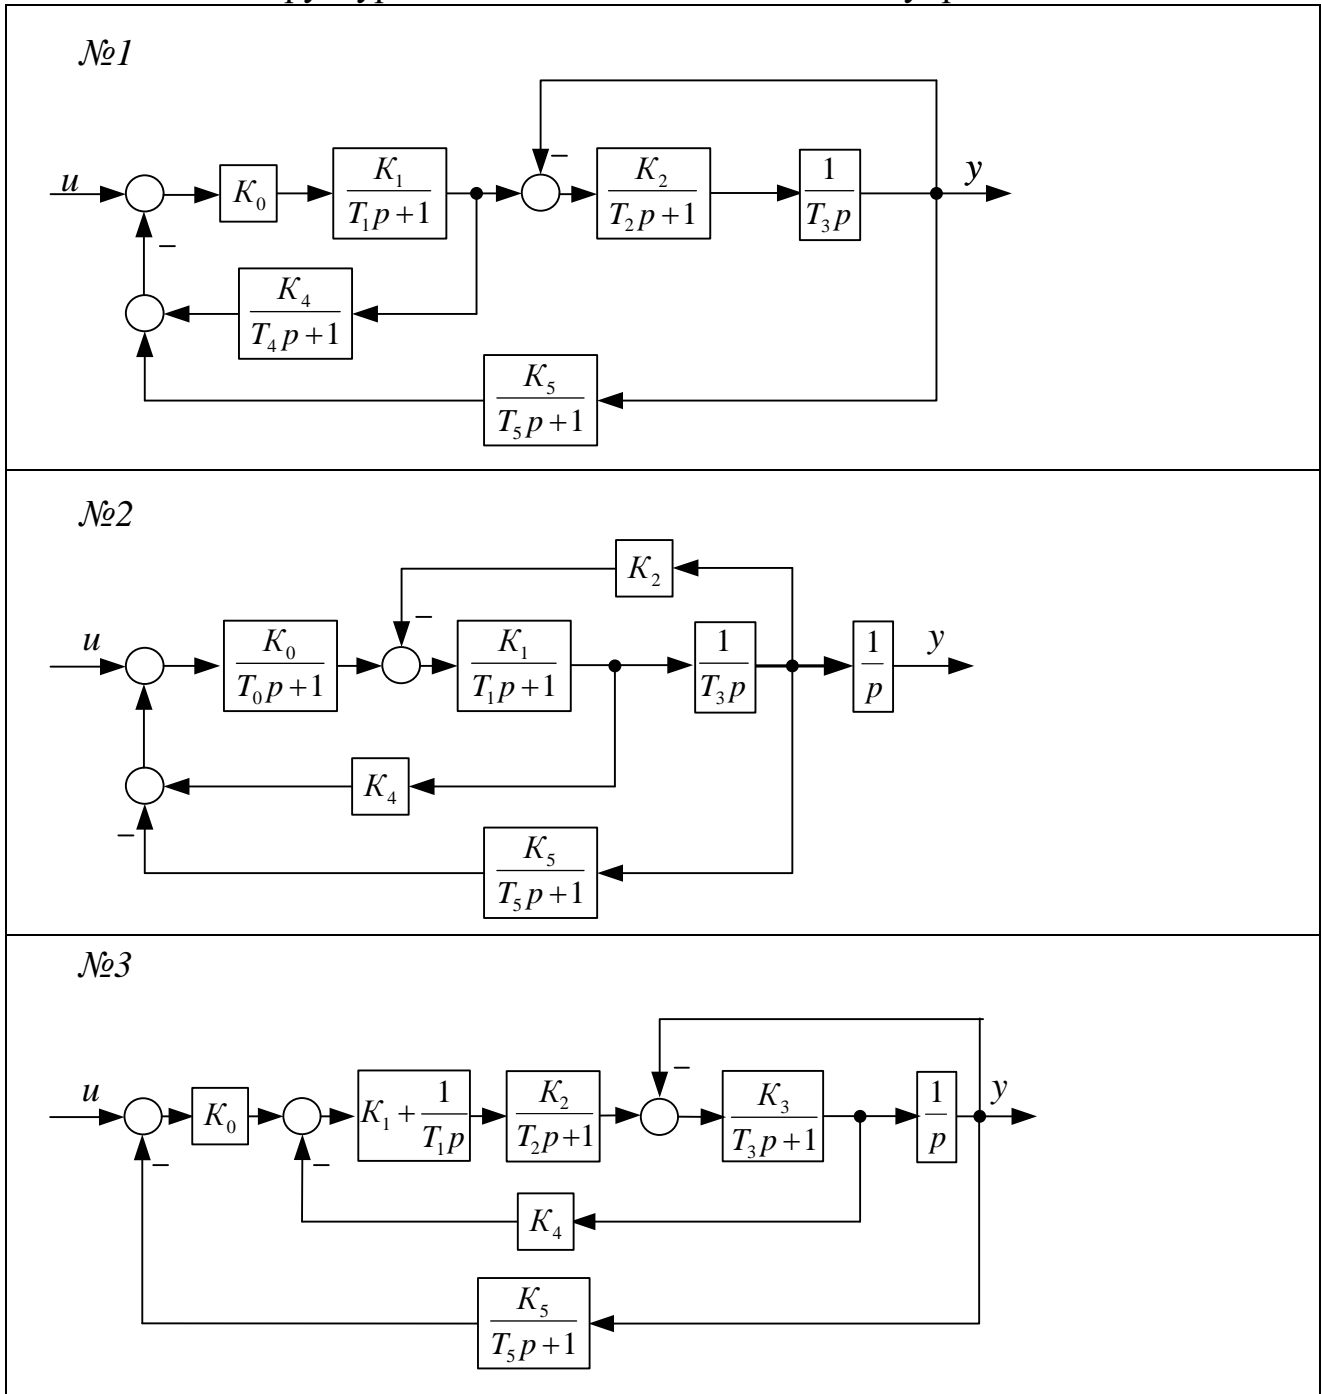 №1
u
K₀
K₁
T₁p + 1
–
K₂
T₂p + 1
1
T₃p
y
–
K₄
T₄p + 1
K₅
T₅p + 1
№2
K₂
–
u
K₀
T₀p + 1
K₁
T₁p + 1
1
T₃p
1
p
y
K₄
–
K₅
T₅p + 1
№3
–
u
K₀
K₁ + 1
T₁p
K₂
T₂p + 1
K₃
T₃p + 1
1
p
y
–
–
K₄
K₅
T₅p + 1